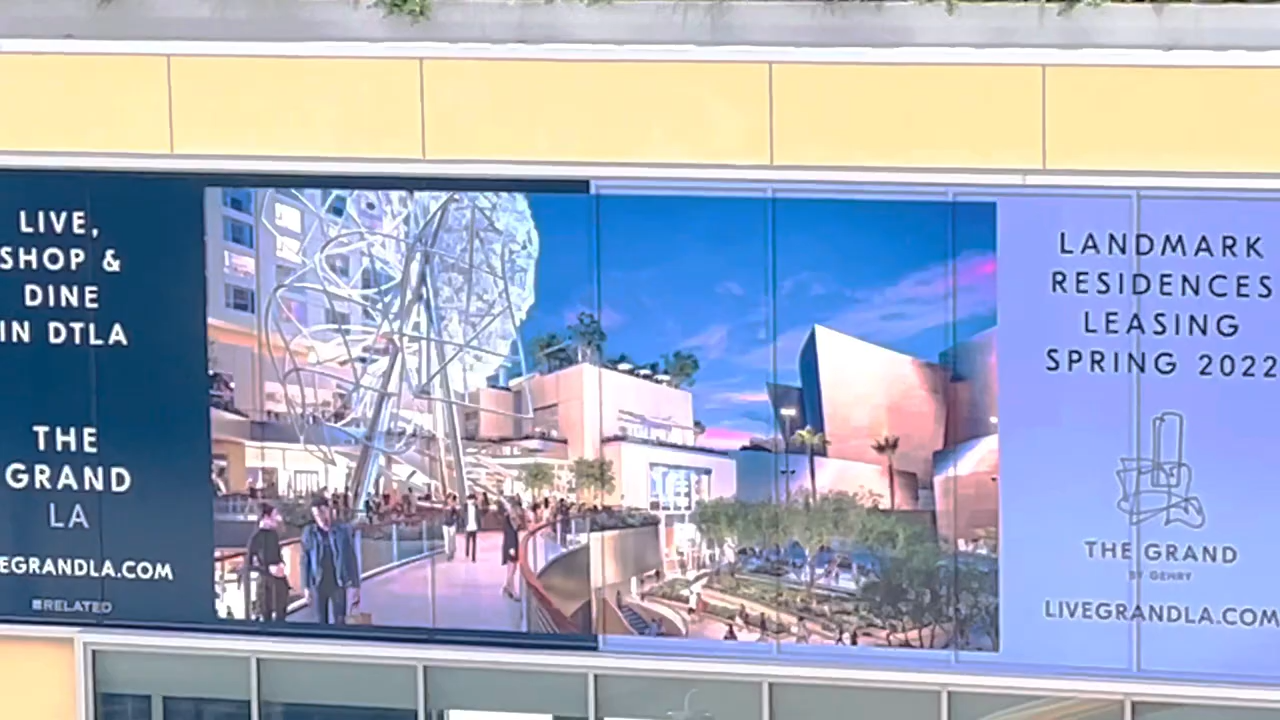 LIVE,
SHOP &
DINE
IN DTLA
THE
GRAND
LA
EGRANDLA.COM
RELATED
LANDMARK
RESIDENCES
LEASING
SPRING 2022
THE GRAND
BY GEHRY
LIVEGRANDLA.COM